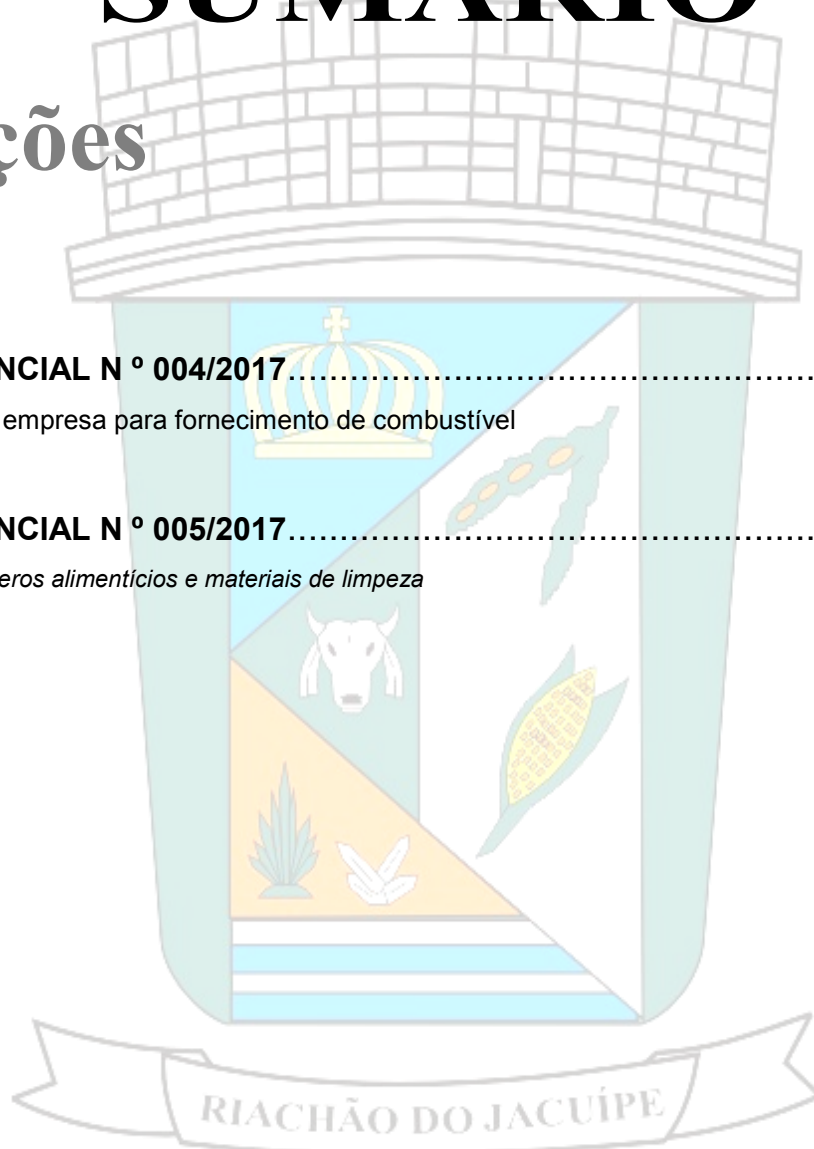 SUMÁRIO
ções
NCIAL N º 004/2017......................................................
empresa para fornecimento de combustível
NCIAL N º 005/2017......................................................
eros alimentícios e materiais de limpeza
RIACHÃO DO JACUÍPE